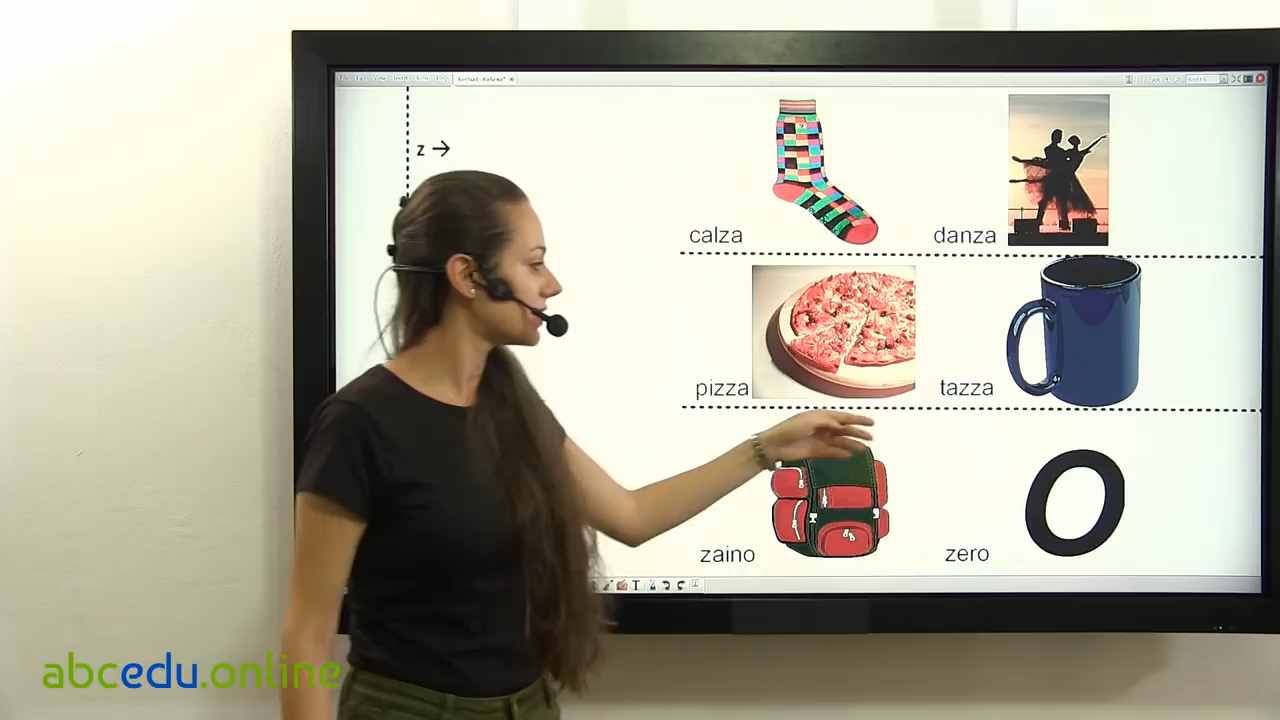 z →
calza
danza
pizza
tazza
zaino
zero
abcedu.online